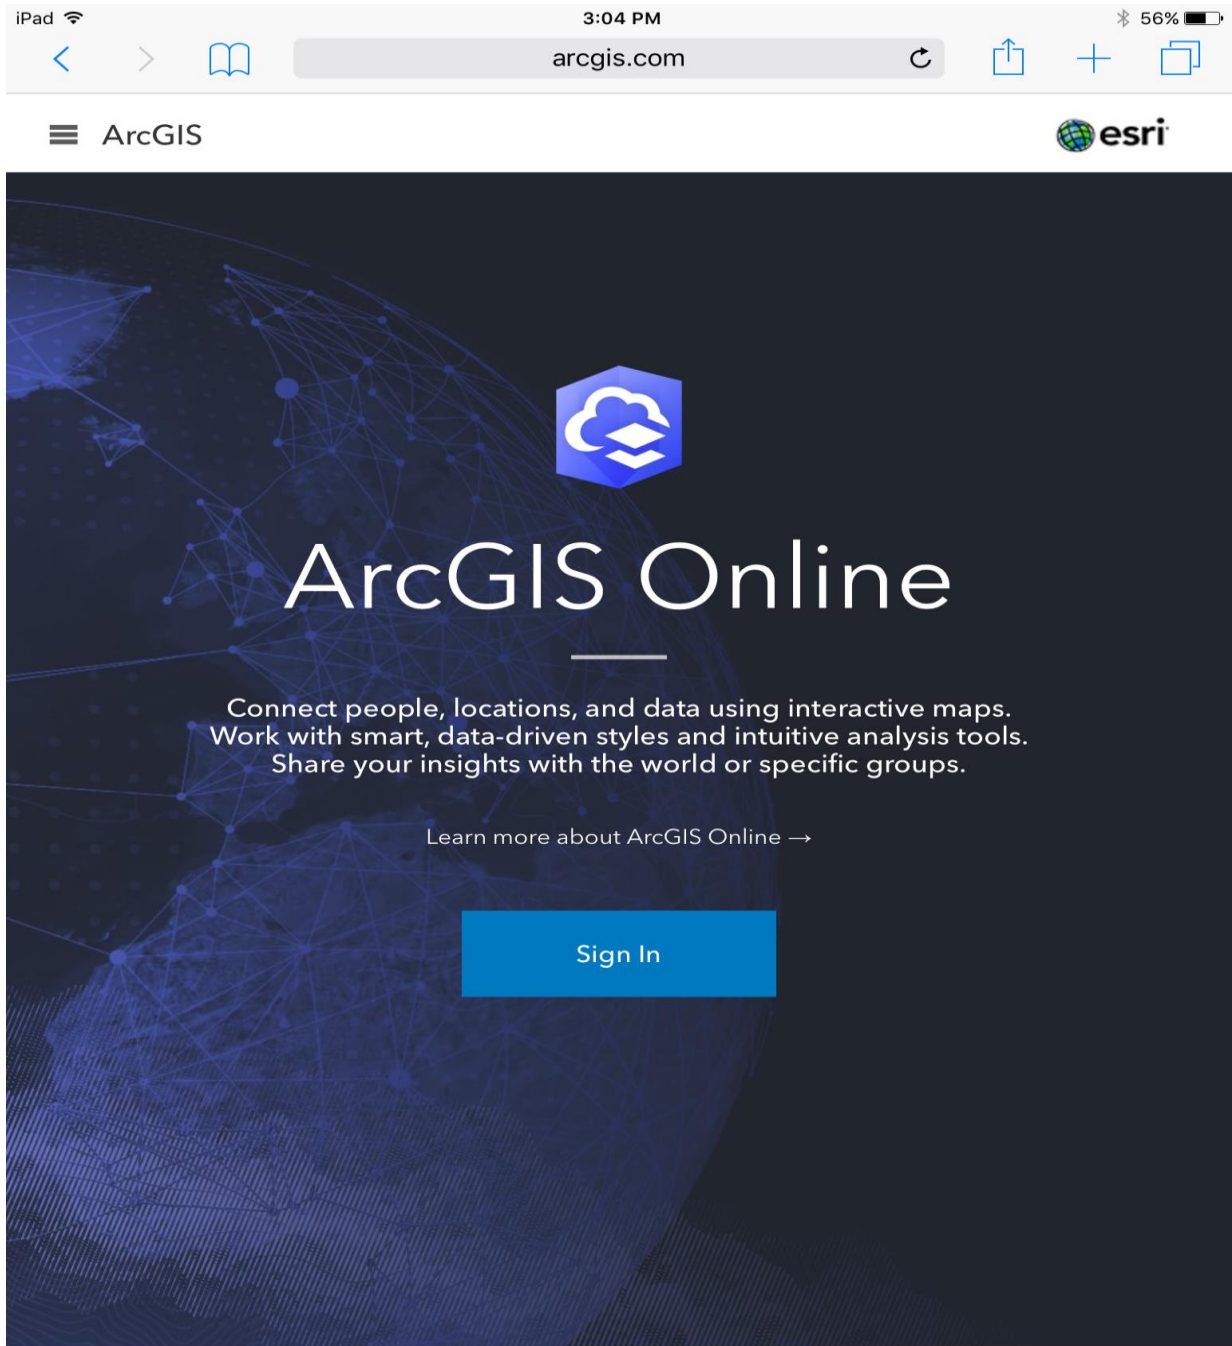 iPad
3:04 PM
56%
arcgis.com
ArcGIS
esri
ArcGIS Online
Connect people, locations, and data using interactive maps.
Work with smart, data-driven styles and intuitive analysis tools.
Share your insights with the world or specific groups.
Learn more about ArcGIS Online →
Sign In